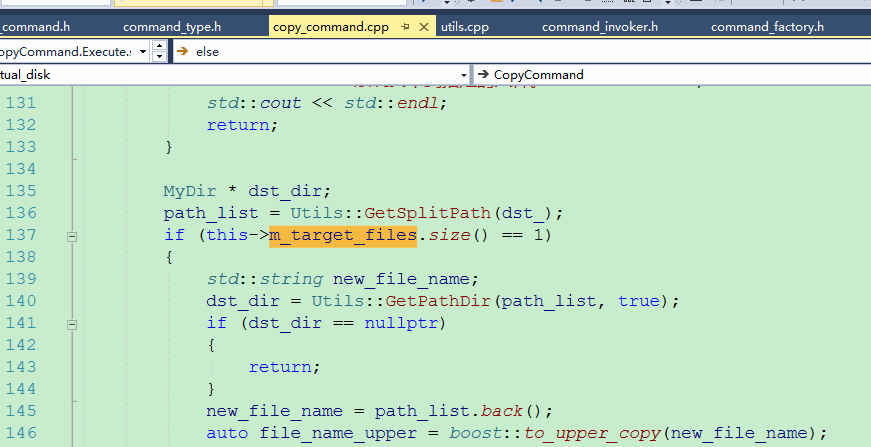 _command.h command_type.h copy_command.cpp utils.cpp command_invoker.h command_factory.h
opyCommand.Execute. else
tual_disk CopyCommand
131 std::cout << std::endl;
132 return;
133 }
134
135 MyDir * dst_dir;
136 path_list = Utils::GetSplitPath(dst_);
137 if (this->m_target_files.size() == 1)
138 {
139 std::string new_file_name;
140 dst_dir = Utils::GetPathDir(path_list, true);
141 if (dst_dir == nullptr)
142 {
143 return;
144 }
145 new_file_name = path_list.back();
146 auto file_name_upper = boost::to_upper_copy(new_file_name);